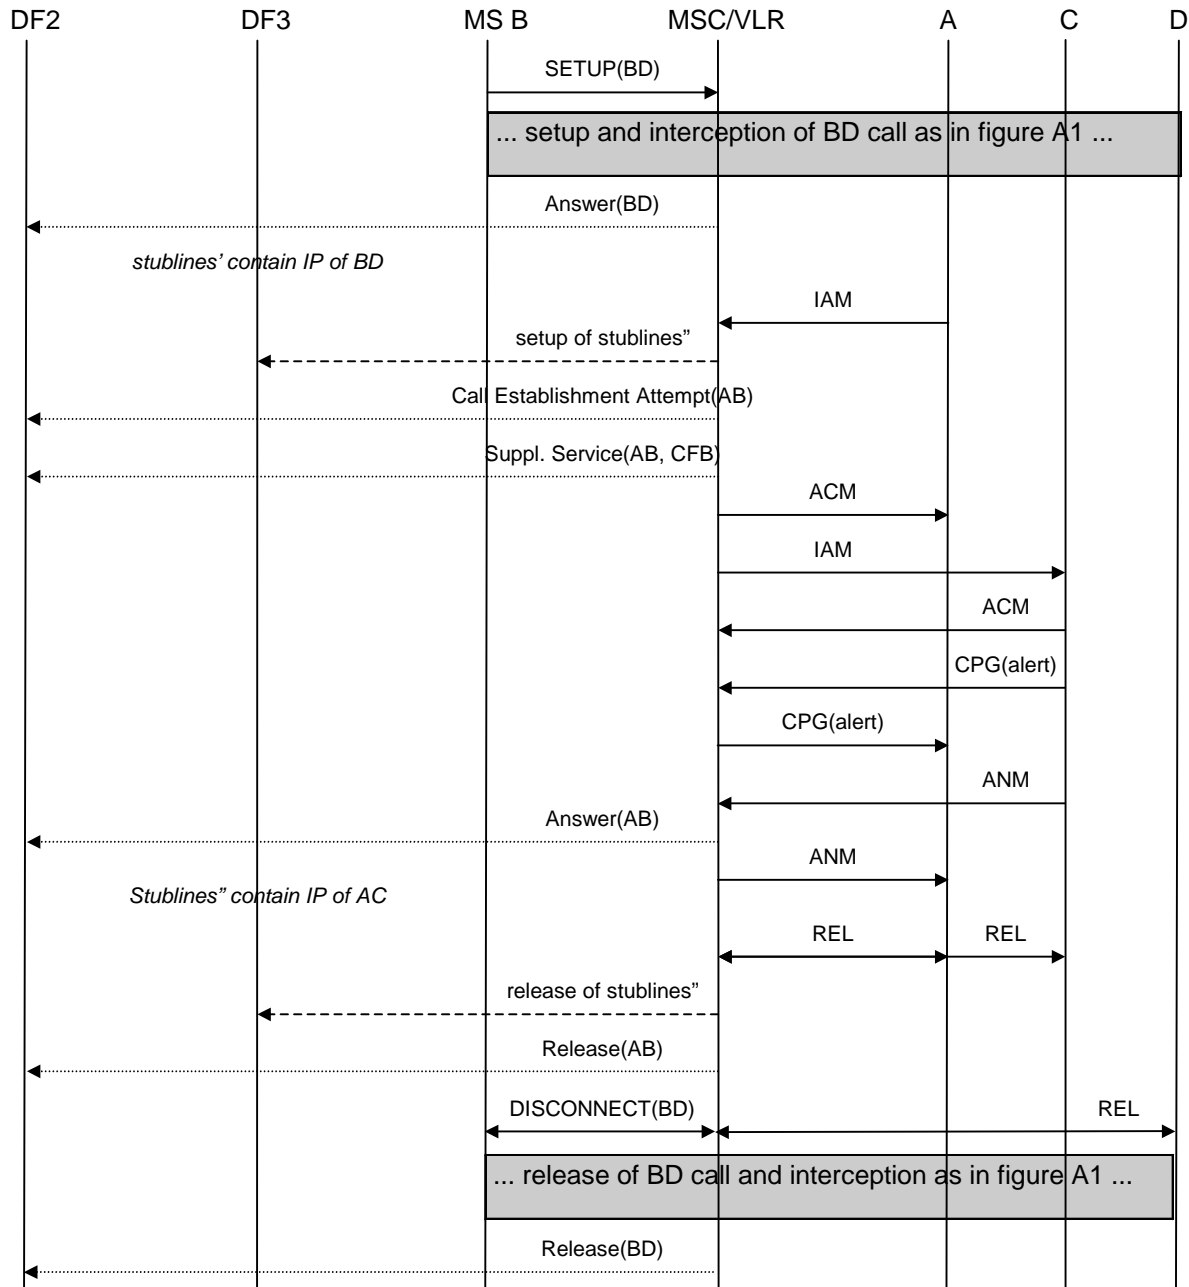 DF2 DF3 MS B MSC/VLR A C D
SETUP(BD)
... setup and interception of BD call as in figure A1 ...
Answer(BD)
stublines’ contain IP of BD
IAM
setup of stublines”
Call Establishment Attempt(AB)
Suppl. Service(AB, CFB)
ACM
IAM
ACM
CPG(alert)
CPG(alert)
ANM
Answer(AB)
ANM
Stublines” contain IP of AC
REL REL
release of stublines”
Release(AB)
DISCONNECT(BD) REL
... release of BD call and interception as in figure A1 ...
Release(BD)